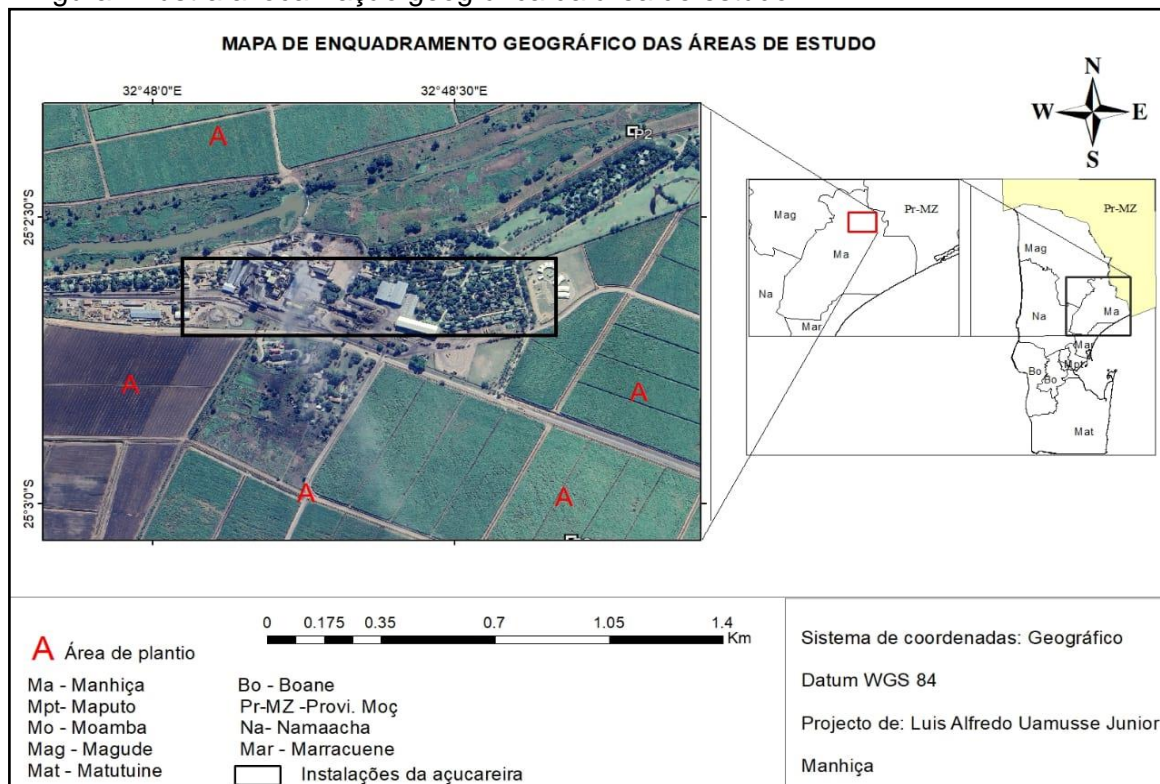 MAPA DE ENQUADRAMENTO GEOGRÁFICO DAS ÁREAS DE ESTUDO
32°48'0"E
32°48'30"E
25°2'30"S
25°3'0"S
A
P2
A
A
A
A
N
W
E
S
Mag
Pr-MZ
Ma
Na
Mar
Pr-MZ
Mag
Na
Ma
Mar
Mpt
Bo
Bo
Mat
0 0.175 0.35 0.7 1.05 1.4
Km
A Área de plantio
Ma - Manhiça
Mpt- Maputo
Mo - Moamba
Mag - Magude
Mat - Matutuine
Bo - Boane
Pr-MZ -Provi. Moç
Na- Namaacha
Mar - Marracuene
Instalações da açucareira
Sistema de coordenadas: Geográfico
Datum WGS 84
Projecto de: Luis Alfredo Uamusse Junior
Manhiça